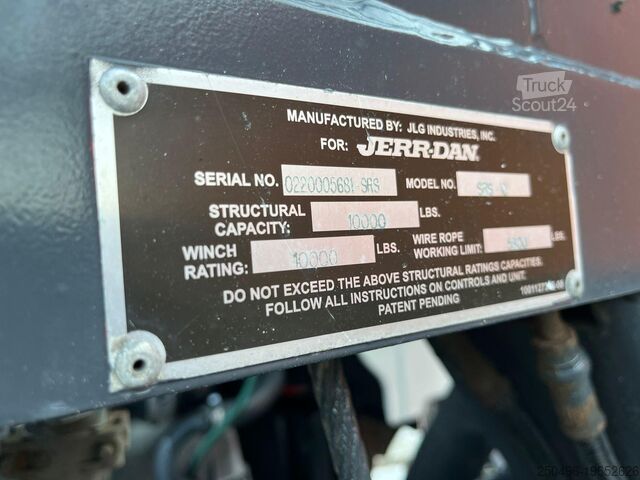 Truck
Scout24
MANUFACTURED BY: JLG INDUSTRIES, INC.
FOR: JERR-DAN
SERIAL NO. 0220005681 SRS MODEL NO.
STRUCTURAL
CAPACITY: 10000 LBS.
WINCH
RATING: 10000 LBS. WIRE ROPE
WORKING LIMIT: LBS.
DO NOT EXCEED THE ABOVE STRUCTURAL RATINGS CAPACITIES.
FOLLOW ALL INSTRUCTIONS ON CONTROLS AND UNIT.
PATENT PENDING